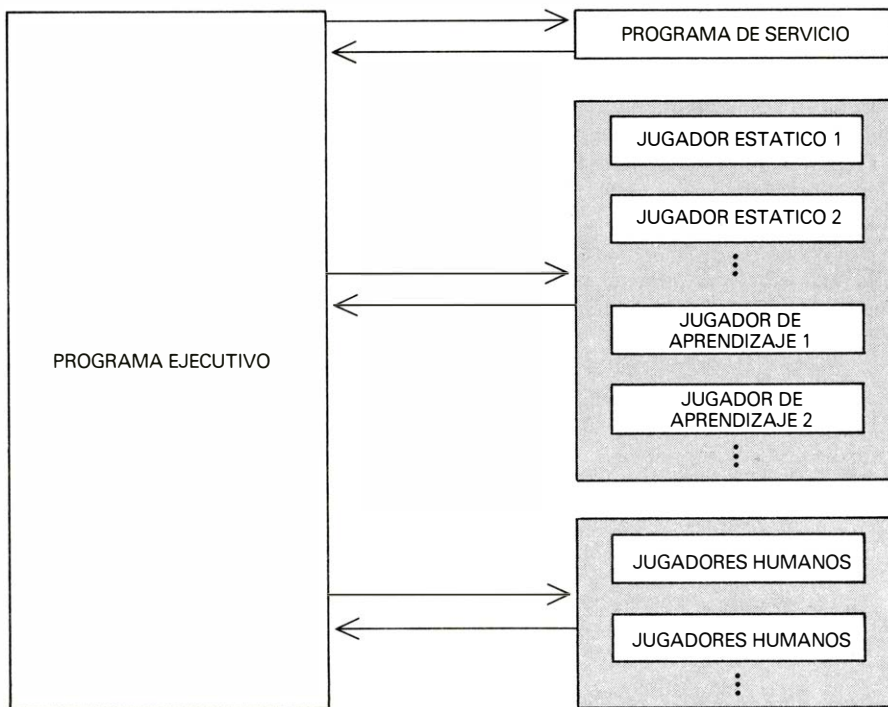 PROGRAMA EJECUTIVO
PROGRAMA DE SERVICIO
JUGADOR ESTATICO 1
JUGADOR ESTATICO 2
JUGADOR DE
APRENDIZAJE 1
JUGADOR DE
APRENDIZAJE 2
JUGADORES HUMANOS
JUGADORES HUMANOS